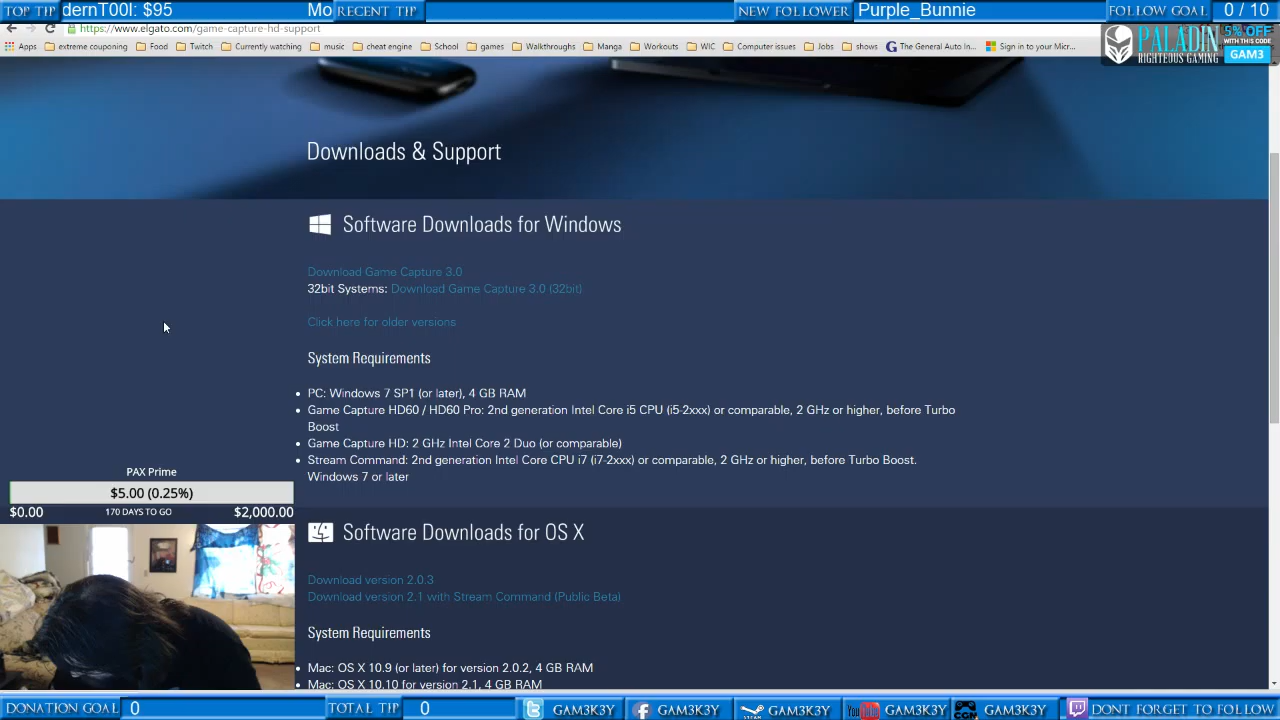 TOP TIP dernT00l: $95 Mo RECENT TIP NEW FOLLOWER Purple_Bunnie FOLLOW GOAL 0 / 10
https://www.elgato.com/game-capture-hd-support
Apps extreme couponing Food Twitch Currently watching music cheat engine School games Walkthroughs Manga Workouts WIC Computer issues Jobs shows The General Auto In... Sign in to your Micr...
PALADIN
RIGHTEOUS GAMING
5% OFF
WITH THIS CODE
GAM3
Downloads & Support
Software Downloads for Windows
Download Game Capture 3.0
32bit Systems: Download Game Capture 3.0 (32bit)
Click here for older versions
System Requirements
PC: Windows 7 SP1 (or later), 4 GB RAM
Game Capture HD60 / HD60 Pro: 2nd generation Intel Core i5 CPU (i5-2xxx) or comparable, 2 GHz or higher, before Turbo
Boost
Game Capture HD: 2 GHz Intel Core 2 Duo (or comparable)
Stream Command: 2nd generation Intel Core CPU i7 (i7-2xxx) or comparable, 2 GHz or higher, before Turbo Boost.
Windows 7 or later
PAX Prime
$5.00 (0.25%)
$0.00 170 DAYS TO GO $2,000.00
Software Downloads for OS X
Download version 2.0.3
Download version 2.1 with Stream Command (Public Beta)
System Requirements
Mac: OS X 10.9 (or later) for version 2.0.2, 4 GB RAM
Mac: OS X 10.10 for version 2.1, 4 GB RAM
DONATION GOAL 0 TOTAL TIP 0 GAM3K3Y GAM3K3Y STEAM GAM3K3Y YouTube GAM3K3Y CGM GAM3K3Y DONT FORGET TO FOLLOW